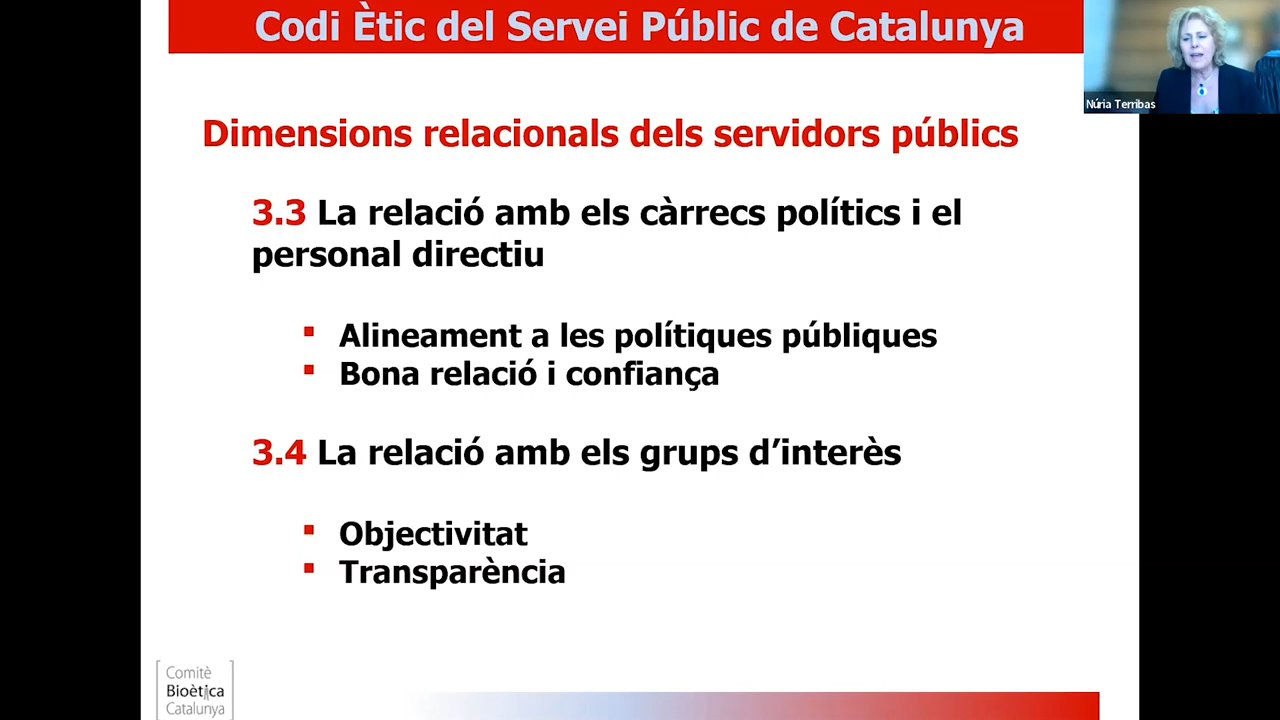 Codi Ètic del Servei Públic de Catalunya
Núria Terribas
Dimensions relacionals dels servidors públics
3.3 La relació amb els càrrecs polítics i el
personal directiu
▪ Alineament a les polítiques públiques
▪ Bona relació i confiança
3.4 La relació amb els grups d’interès
▪ Objectivitat
▪ Transparència
Comitè
Bioètica
Catalunya